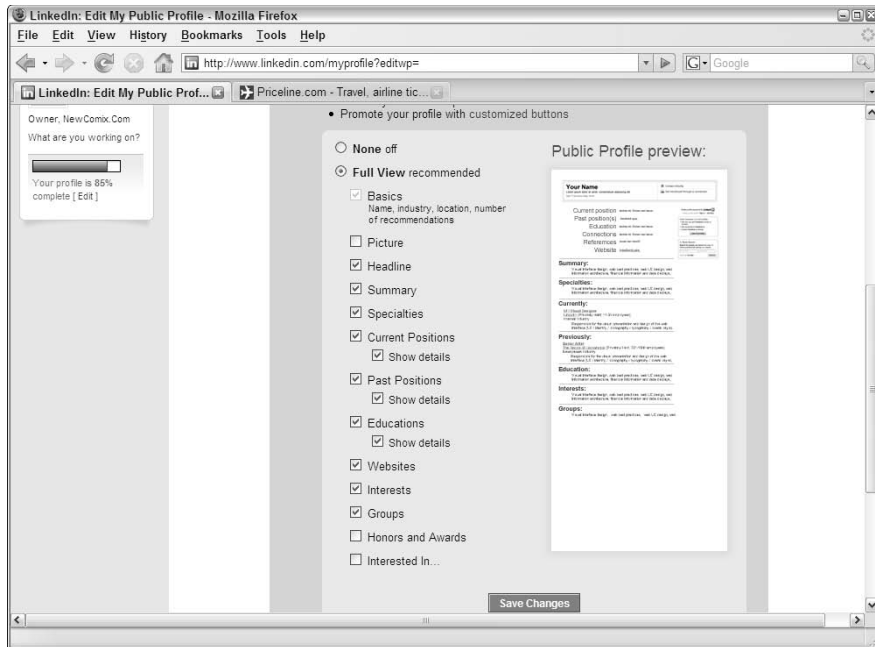 LinkedIn: Edit My Public Profile - Mozilla Firefox
File Edit View History Bookmarks Tools Help
http://www.linkedin.com/myprofile?editwp=
G Google
LinkedIn: Edit My Public Prof... Priceline.com - Travel, airline tic...
Owner, NewComix.Com
What are you working on?
Your profile is 85%
complete [ Edit ]
• Promote your profile with customized buttons
None off
Full View recommended
Basics
Name, industry, location, number
of recommendations
Picture
Headline
Summary
Specialties
Current Positions
Show details
Past Positions
Show details
Educations
Show details
Websites
Interests
Groups
Honors and Awards
Interested In...
Public Profile preview:
Your Name
Current position
Past position(s)
Education
Connections
References
Website
Summary:
Specialties:
Currently:
Previously:
Education:
Interests:
Groups:
Save Changes